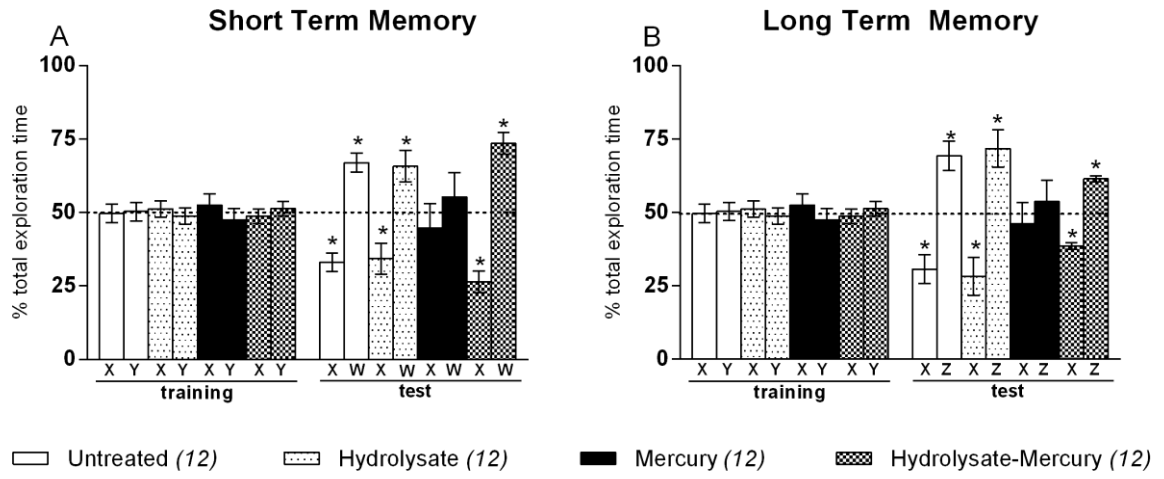 A
Short Term Memory
% total exploration time
100
75
50
25
0
* * * * * *
X Y X Y X Y X Y X W X W X W X W
training test
B
Long Term Memory
% total exploration time
100
75
50
25
0
* * * * * *
X Y X Y X Y X Y X Z X Z X Z X Z
training test
Untreated (12) Hydrolysate (12) Mercury (12) Hydrolysate-Mercury (12)